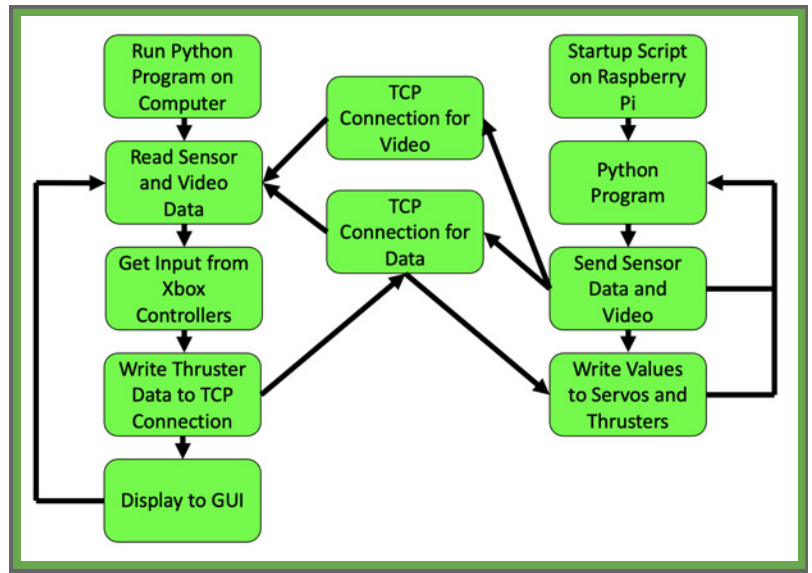 Run Python
Program on
Computer
Read Sensor
and Video
Data
Get Input from
Xbox
Controllers
Write Thruster
Data to TCP
Connection
Display to GUI
TCP
Connection for
Video
TCP
Connection for
Data
Startup Script
on Raspberry
Pi
Python
Program
Send Sensor
Data and
Video
Write Values
to Servos and
Thrusters